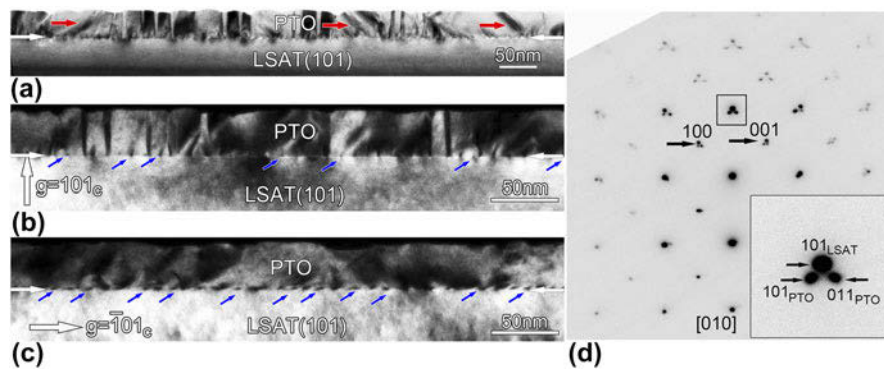 PTO
LSAT(101)
50nm
(a)
PTO
g=101c
LSAT(101)
50nm
(b)
PTO
g=1̄01c
LSAT(101)
50nm
(c)
100
001
[010]
101LSAT
101PTO
011PTO
(d)